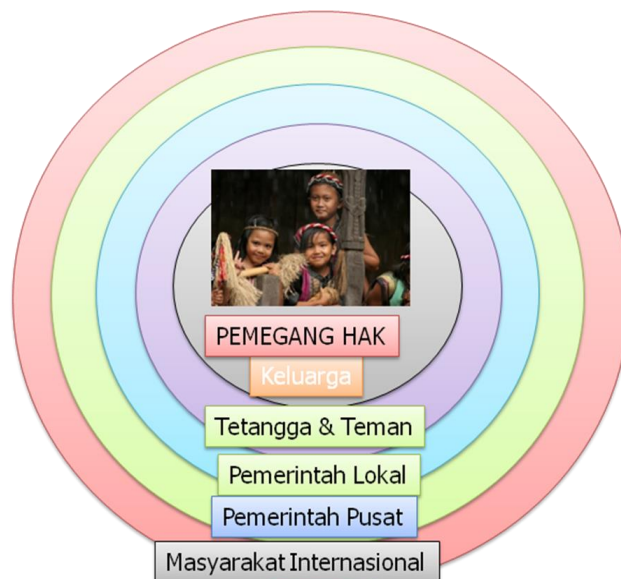 PEMEGANG HAK
Keluarga
Tetangga & Teman
Pemerintah Lokal
Pemerintah Pusat
Masyarakat Internasional